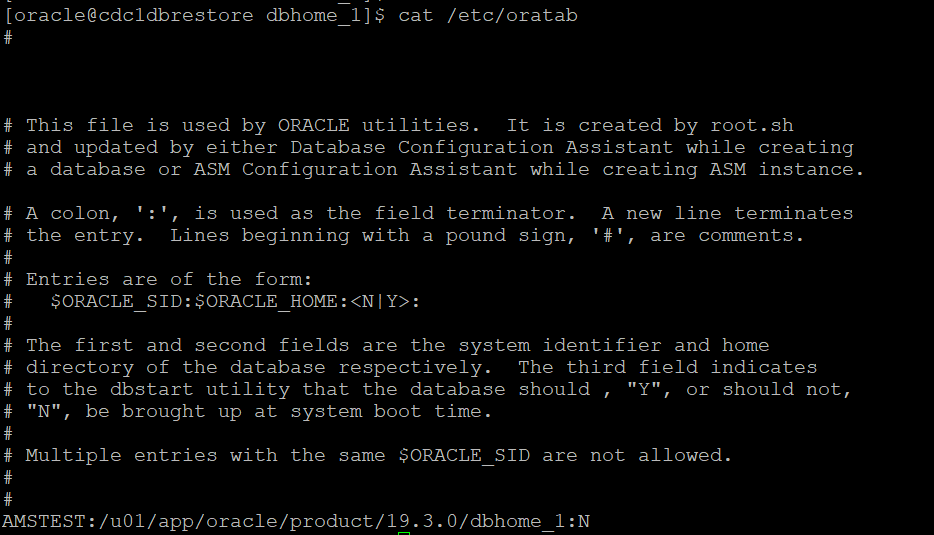 [oracle@cdc1dbrestore dbhome_1]$ cat /etc/oratab
#
# This file is used by ORACLE utilities.  It is created by root.sh
# and updated by either Database Configuration Assistant while creating
# a database or ASM Configuration Assistant while creating ASM instance.
# A colon, ':', is used as the field terminator.  A new line terminates
# the entry.  Lines beginning with a pound sign, '#', are comments.
#
# Entries are of the form:
#   $ORACLE_SID:$ORACLE_HOME:<N|Y>:
#
# The first and second fields are the system identifier and home
# directory of the database respectively.  The third field indicates
# to the dbstart utility that the database should , "Y", or should not,
# "N", be brought up at system boot time.
#
# Multiple entries with the same $ORACLE_SID are not allowed.
#
#
AMSTEST:/u01/app/oracle/product/19.3.0/dbhome_1:N